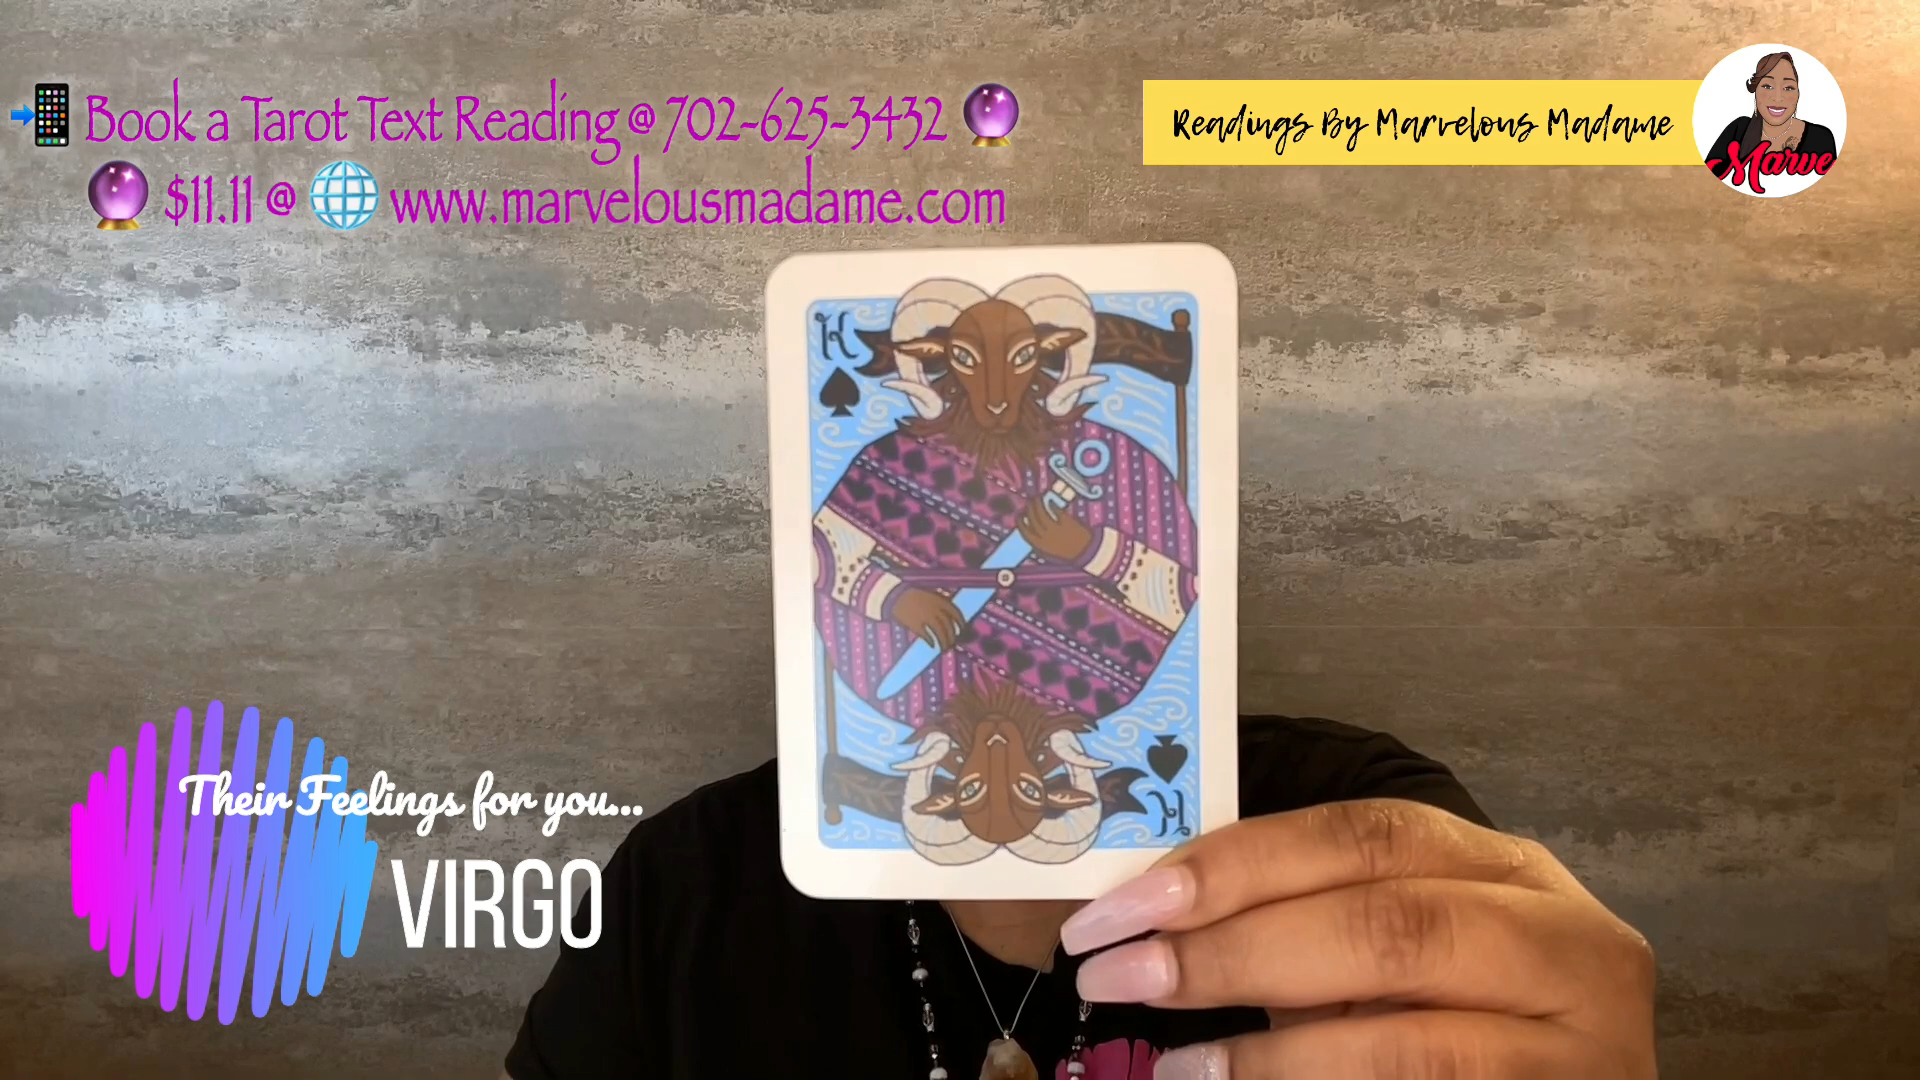 Book a Tarot Text Reading @ 702-625-3432
$11.11 @ www.marvelousmadame.com
Readings By Marvelous Madame
Marve
K
K
Their Feelings for you...
VIRGO